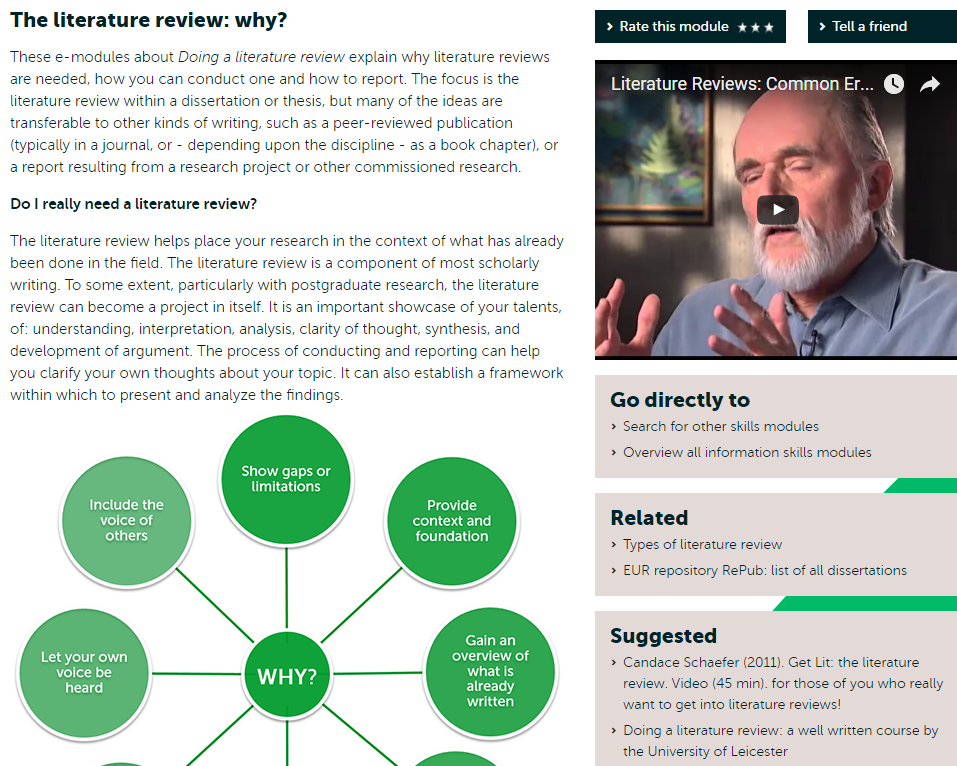 The literature review: why?
These e-modules about Doing a literature review explain why literature reviews
are needed, how you can conduct one and how to report. The focus is the
literature review within a dissertation or thesis, but many of the ideas are
transferable to other kinds of writing, such as a peer-reviewed publication
(typically in a journal, or - depending upon the discipline - as a book chapter), or
a report resulting from a research project or other commissioned research.
Do I really need a literature review?
The literature review helps place your research in the context of what has already
been done in the field. The literature review is a component of most scholarly
writing. To some extent, particularly with postgraduate research, the literature
review can become a project in itself. It is an important showcase of your talents,
of: understanding, interpretation, analysis, clarity of thought, synthesis, and
development of argument. The process of conducting and reporting can help
you clarify your own thoughts about your topic. It can also establish a framework
within which to present and analyze the findings.
Show gaps or
limitations
Include the
voice of
others
Provide
context and
foundation
Let your own
voice be
heard
WHY?
Gain an
overview of
what is
already
written
Rate this module
Tell a friend
Literature Reviews: Common Er...
Go directly to
Search for other skills modules
Overview all information skills modules
Related
Types of literature review
EUR repository RePub: list of all dissertations
Suggested
Candace Schaefer (2011). Get Lit: the literature
review. Video (45 min). for those of you who really
want to get into literature reviews!
Doing a literature review: a well written course by
the University of Leicester